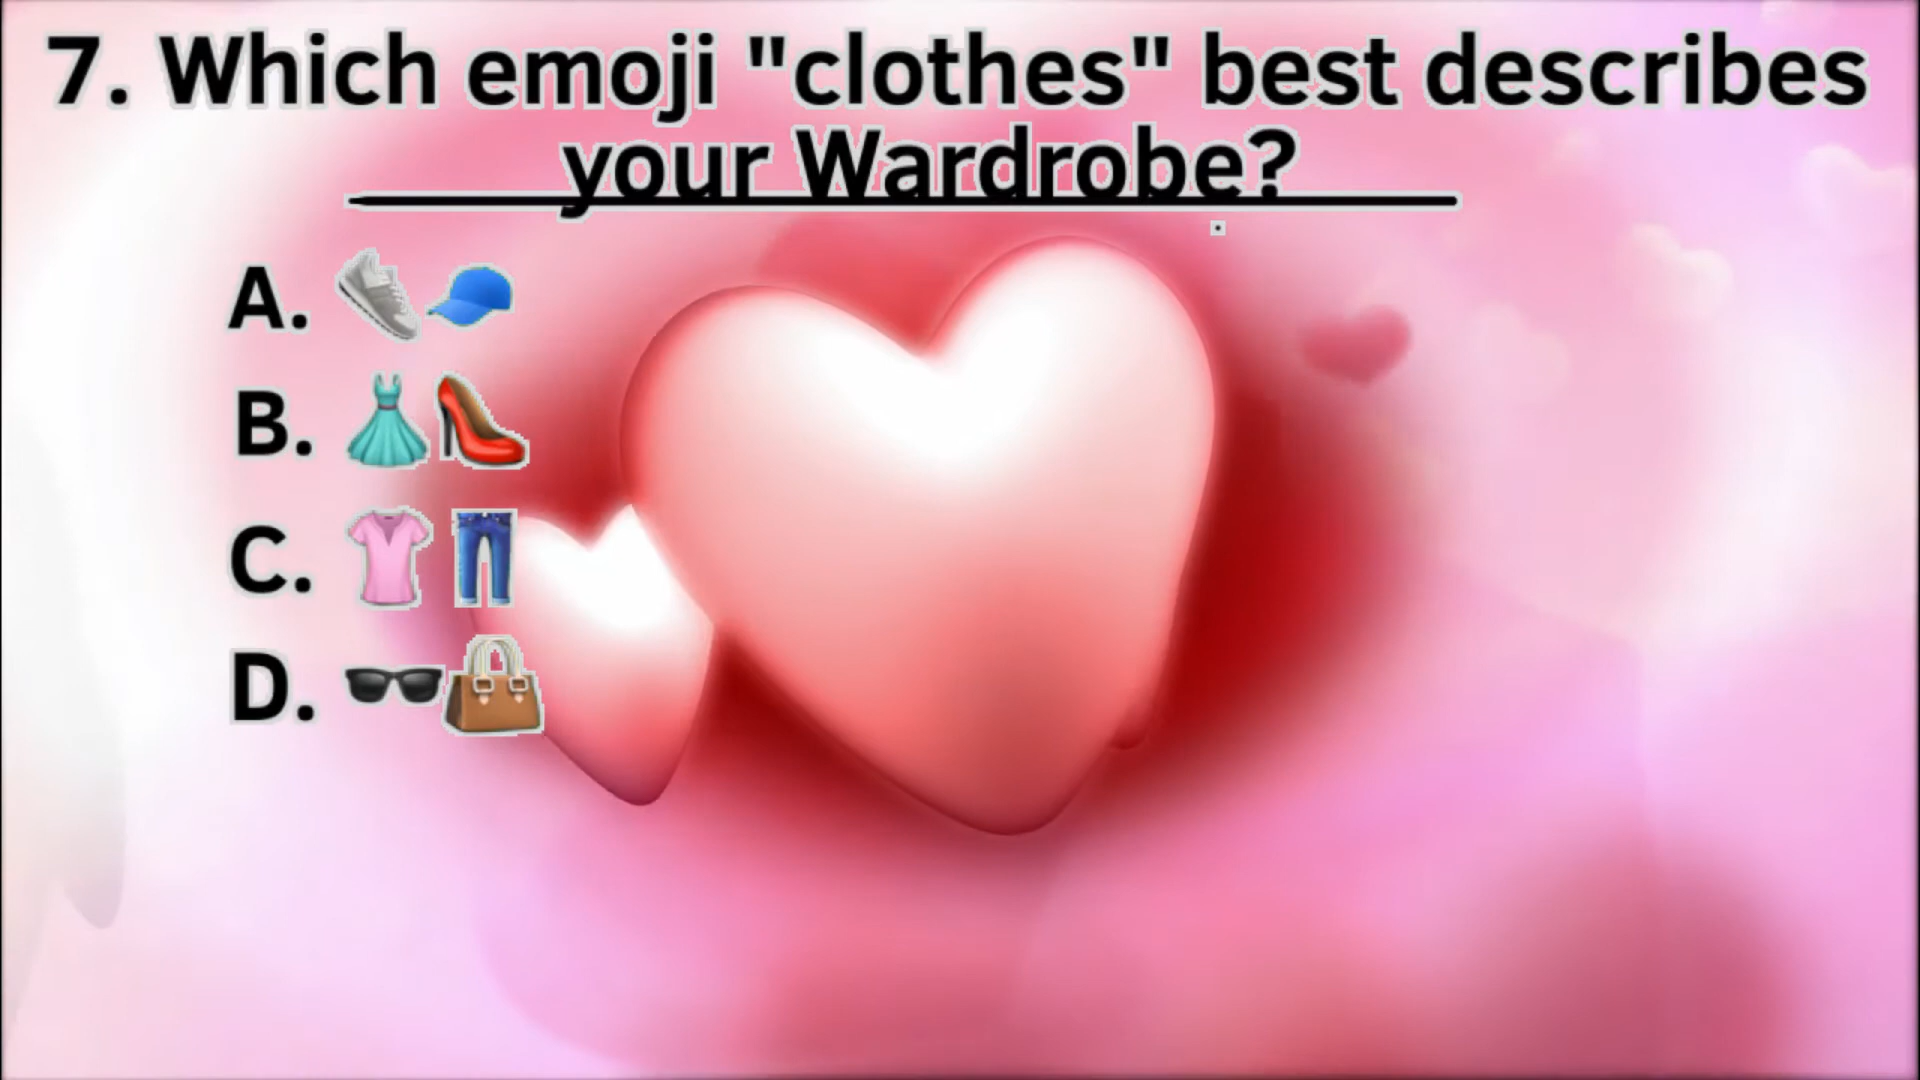 7. Which emoji "clothes" best describes
your Wardrobe?
A. 👟🧢
B. 👗👠
C. 👚👖
D. 🕶️👜